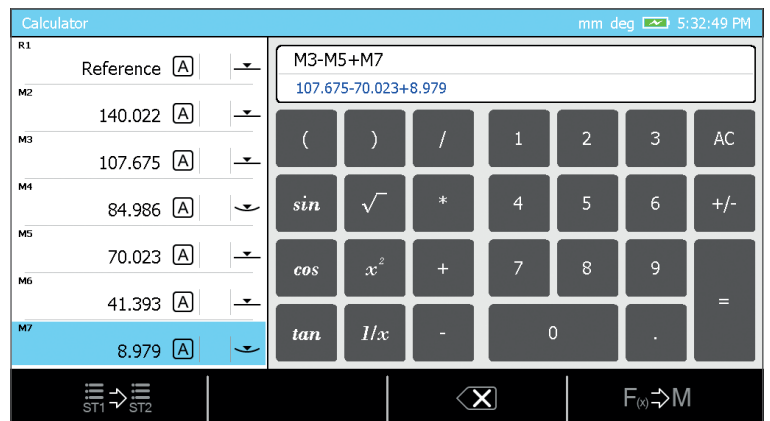 Calculator
mm deg 5:32:49 PM
R1
Reference A
M2
140.022 A
M3
107.675 A
M4
84.986 A
M5
70.023 A
M6
41.393 A
M7
8.979 A
M3-M5+M7
107.675-70.023+8.979
( ) / 1 2 3 AC
sin √ * 4 5 6 +/-
cos x² + 7 8 9 =
tan 1/x - 0 .
ST1 ST2
F(x) M